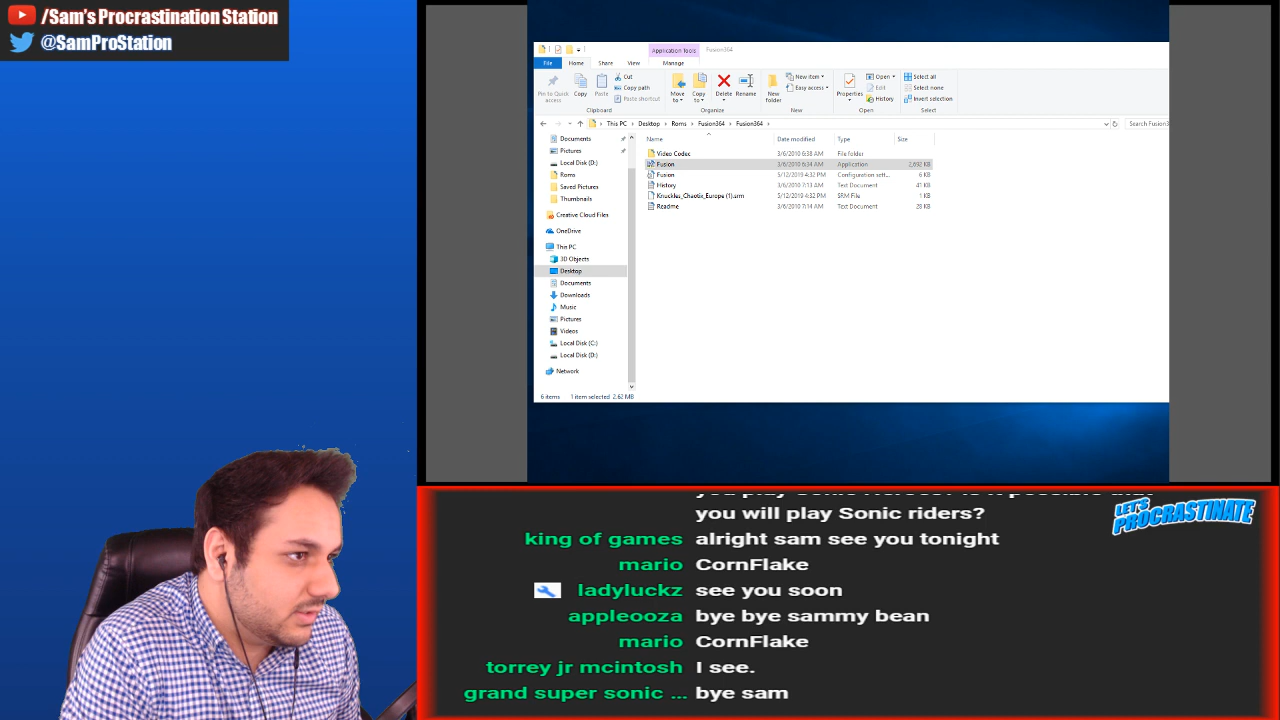 /Sam's Procrastination Station
@SamProStation
Application Tools
Fusion364
File
Home
Share
View
Manage
Pin to Quick access
Copy
Paste
Cut
Copy path
Paste shortcut
Clipboard
Move to
Copy to
Delete
Rename
Organize
New folder
New item
Easy access
New
Properties
Open
Edit
History
Open
Select all
Select none
Invert selection
Select
This PC > Desktop > Roms > Fusion364 > Fusion364 >
Documents
Pictures
Local Disk (D:)
Roms
Saved Pictures
Thumbnails
Creative Cloud Files
OneDrive
This PC
3D Objects
Desktop
Documents
Downloads
Music
Pictures
Videos
Local Disk (C:)
Local Disk (D:)
Network
Name Date modified Type Size
Video Codec 3/6/2010 6:38 AM File folder
Fusion 3/6/2010 6:34 AM Application 2,692 KB
Fusion 5/12/2019 4:32 PM Configuration sett... 6 KB
History 3/6/2010 7:13 AM Text Document 41 KB
Knuckles_Chaotix_Europe (1).srm 5/12/2019 4:32 PM SRM File 1 KB
Readme 3/6/2010 7:14 AM Text Document 28 KB
6 items 1 item selected 2.62 MB
you will play Sonic riders?
king of games alright sam see you tonight
mario CornFlake
ladyluckz see you soon
appleooza bye bye sammy bean
mario CornFlake
torrey jr mcintosh I see.
grand super sonic ... bye sam
LET'S PROCRASTINATE